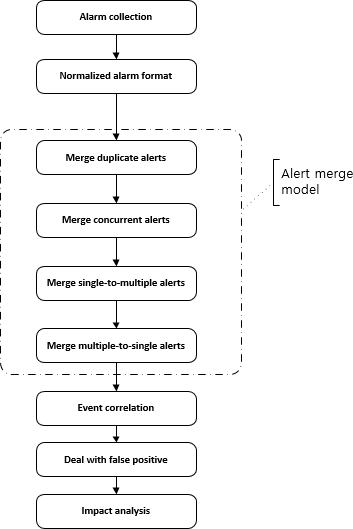 Alarm collection
Normalized alarm format
Merge duplicate alerts
Merge concurrent alerts
Alert merge
model
Merge single-to-multiple alerts
Merge multiple-to-single alerts
Event correlation
Deal with false positive
Impact analysis